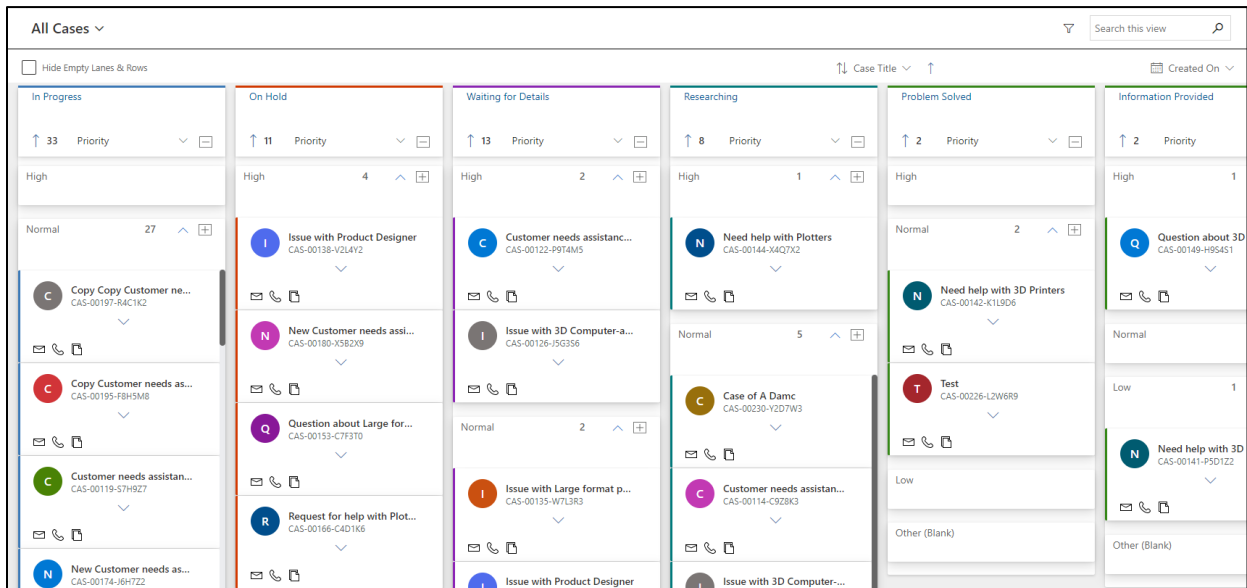 All Cases
Search this view
Hide Empty Lanes & Rows
Case Title
Created On
In Progress
33 Priority
High
Normal 27
C
Copy Copy Customer ne...
CAS-00197-R4C1K2
C
Copy Customer needs as...
CAS-00195-F8H5M8
C
Customer needs assistan...
CAS-00119-S7H9Z7
N
New Customer needs as...
CAS-00174-J6H7Z2
On Hold
11 Priority
High 4
I
Issue with Product Designer
CAS-00138-V2L4Y2
N
New Customer needs assi...
CAS-00180-X5B2X9
Q
Question about Large for...
CAS-00153-C7F3T0
R
Request for help with Plot...
CAS-00166-C4D1K6
Waiting for Details
13 Priority
High 2
C
Customer needs assistanc...
CAS-00122-P9T4M5
I
Issue with 3D Computer-a...
CAS-00126-J5G3S6
Normal 2
I
Issue with Large format p...
CAS-00135-W7L3R3
I
Issue with Product Designer
Researching
8 Priority
High 1
N
Need help with Plotters
CAS-00144-X4Q7X2
Normal 5
C
Case of A Damc
CAS-00230-Y2D7W3
C
Customer needs assistan...
CAS-00114-C9Z8K3
I
Issue with 3D Computer-...
Problem Solved
2 Priority
High
Normal 2
N
Need help with 3D Printers
CAS-00142-K1L9D6
T
Test
CAS-00226-L2W6R9
Low
Other (Blank)
Information Provided
2 Priority
High 1
Q
Question about 3D
CAS-00149-H9S4S1
Normal
Low 1
N
Need help with 3D
CAS-00141-P5D1Z2
Other (Blank)